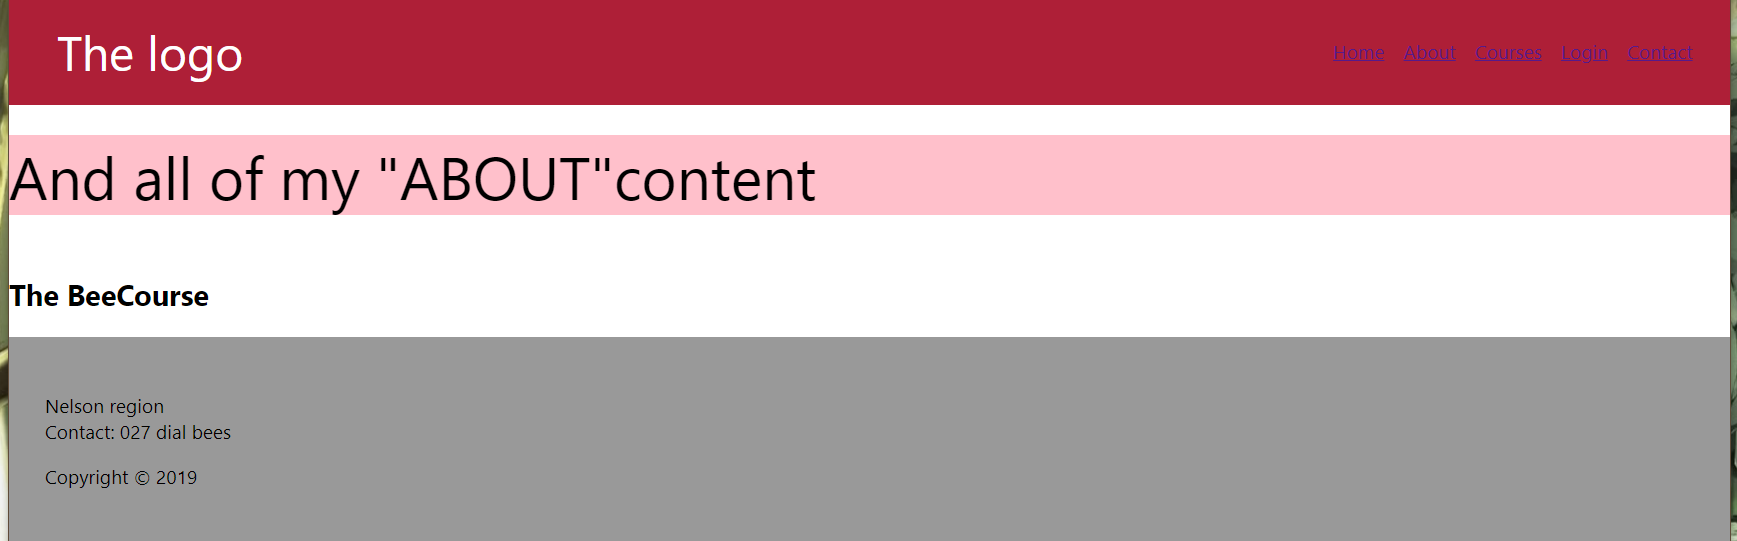 The logo
Home About Courses Login Contact
And all of my "ABOUT"content
The BeeCourse
Nelson region
Contact: 027 dial bees
Copyright © 2019